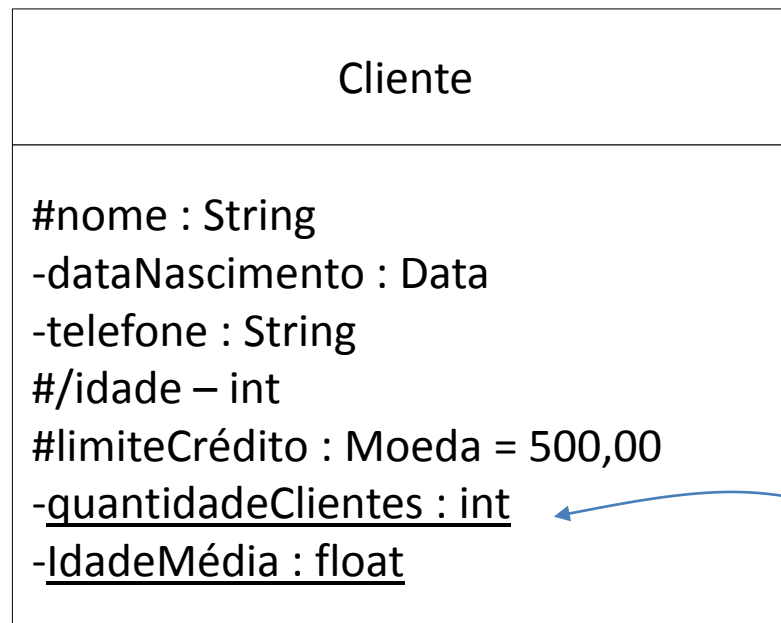 Cliente
#nome : String
-dataNascimento : Data
-telefone : String
#/idade – int
#limiteCrédito : Moeda = 500,00
-quantidadeClientes : int
-IdadeMédia : float